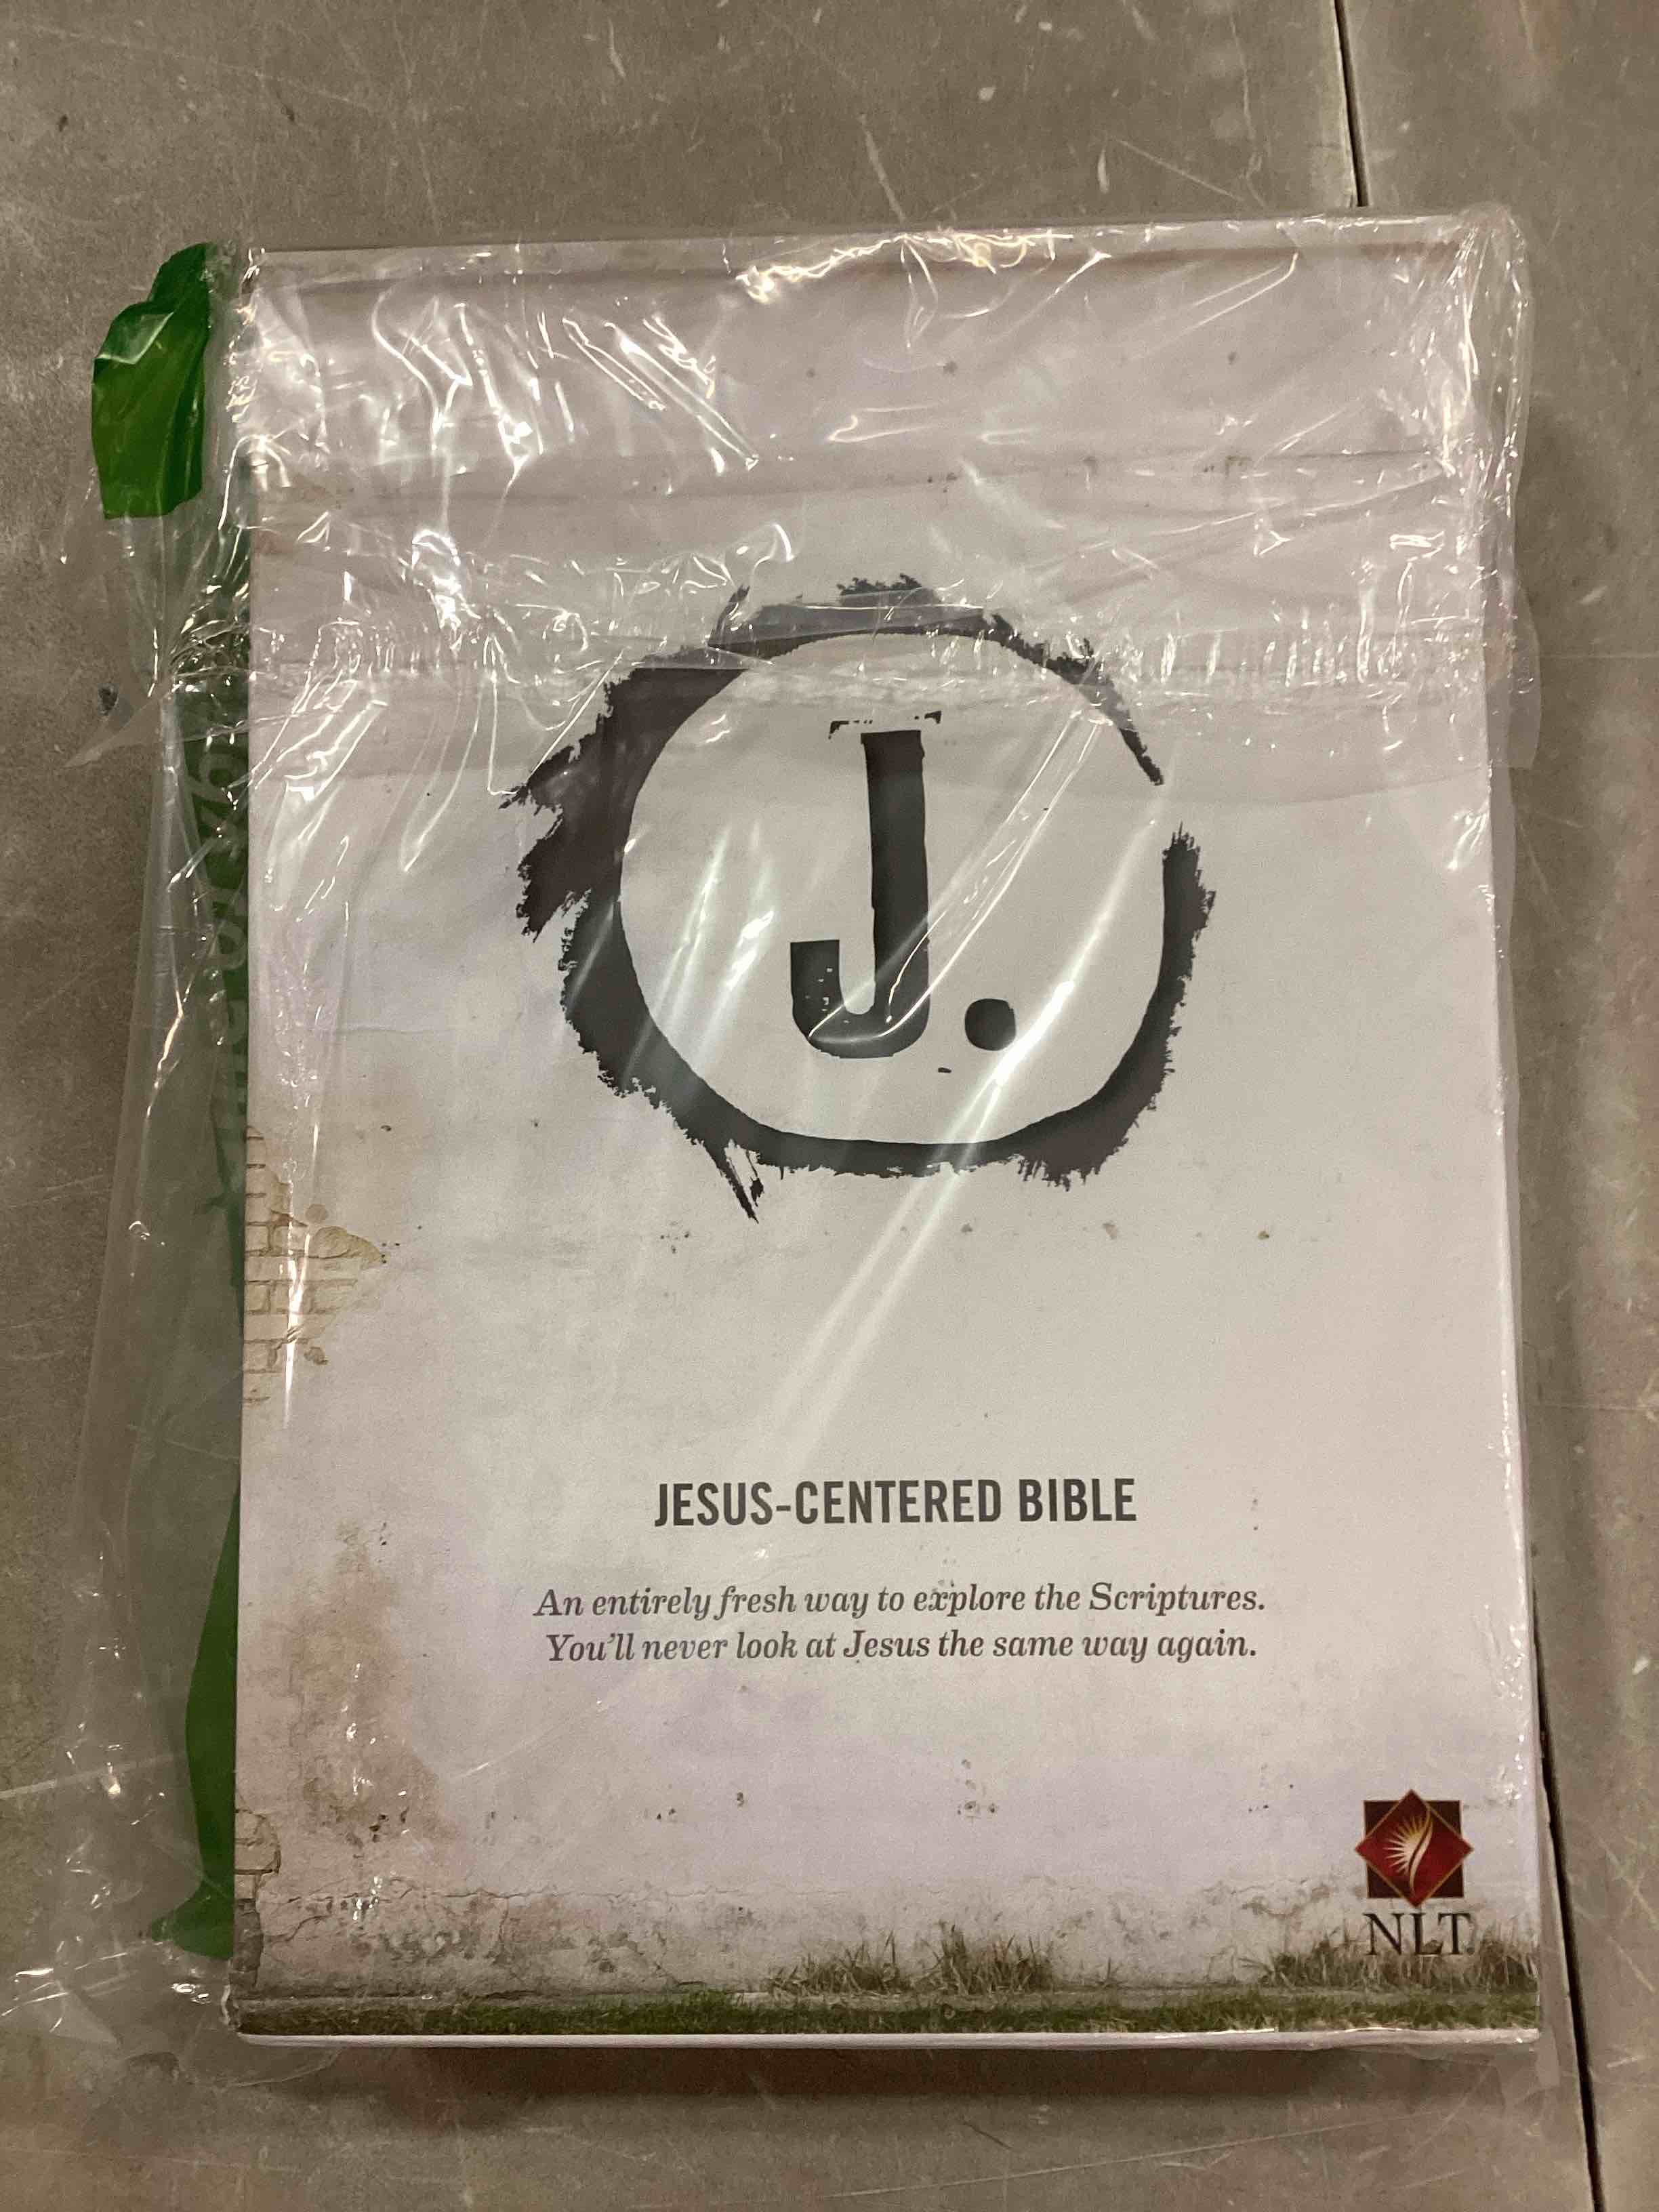 J.
JESUS-CENTERED BIBLE
An entirely fresh way to explore the Scriptures.
You'll never look at Jesus the same way again.
NLT